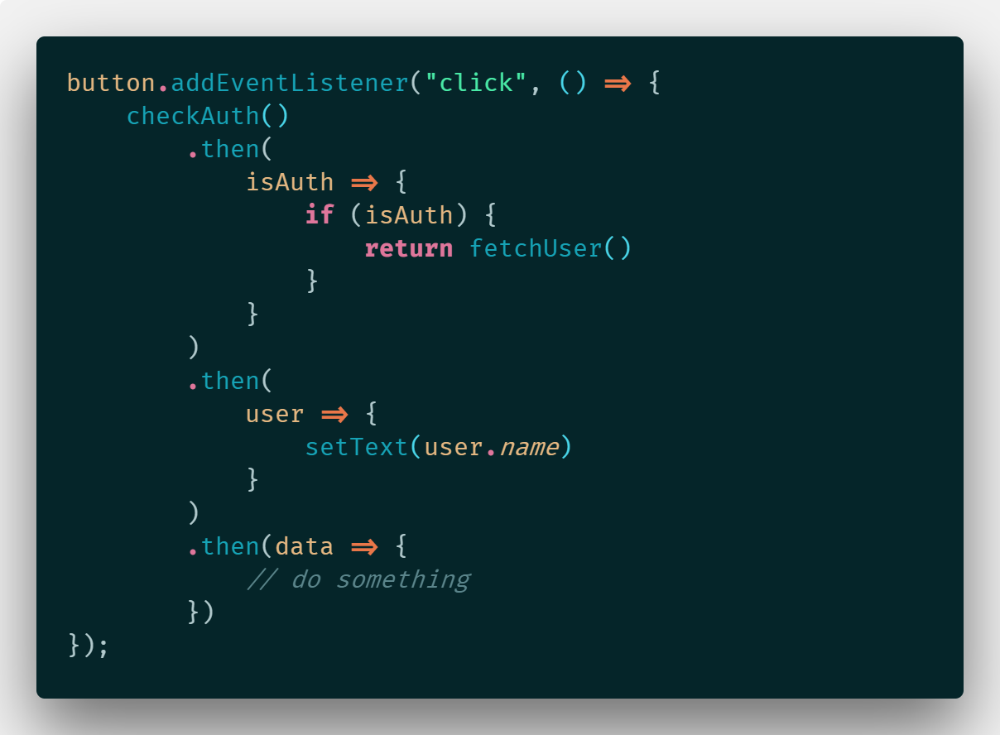 button.addEventListener("click", () => {
    checkAuth()
        .then(
            isAuth => {
                if (isAuth) {
                    return fetchUser()
                }
            }
        )
        .then(
            user => {
                setText(user.name)
            }
        )
        .then(data => {
            // do something
        })
});